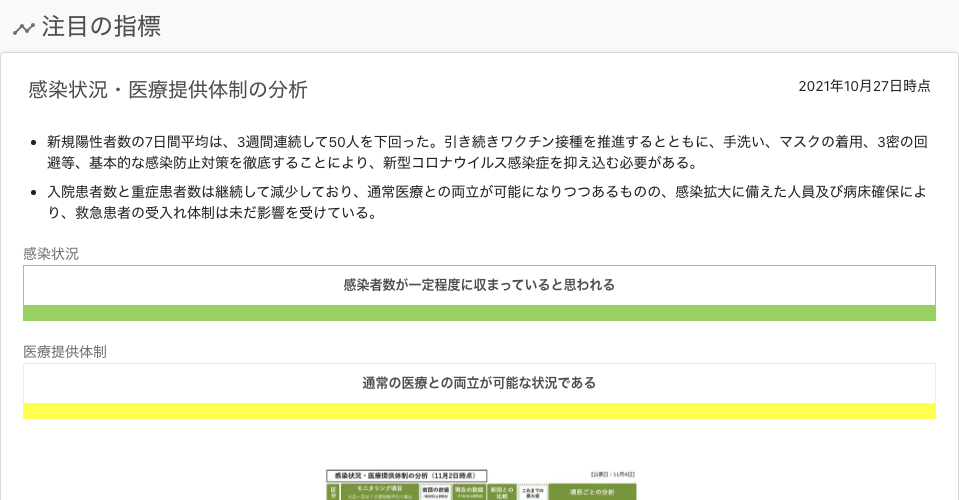 注目の指標
感染状況・医療提供体制の分析
2021年10月27日時点
新規陽性者数の7日間平均は、3週間連続して50人を下回った。引き続きワクチン接種を推進するとともに、手洗い、マスクの着用、3密の回
避等、基本的な感染防止対策を徹底することにより、新型コロナウイルス感染症を抑え込む必要がある。
入院患者数と重症患者数は継続して減少しており、通常医療との両立が可能になりつつあるものの、感染拡大に備えた人員及び病床確保によ
り、救急患者の受入れ体制は未だ影響を受けている。
感染状況
感染者数が一定程度に収まっていると思われる
医療提供体制
通常の医療との両立が可能な状況である
感染状況・医療提供体制の分析（11月2日時点）
区分
モニタリング項目
前回の数値
現在の数値
前回との
比較
これまでの
最大値
項目ごとの分析